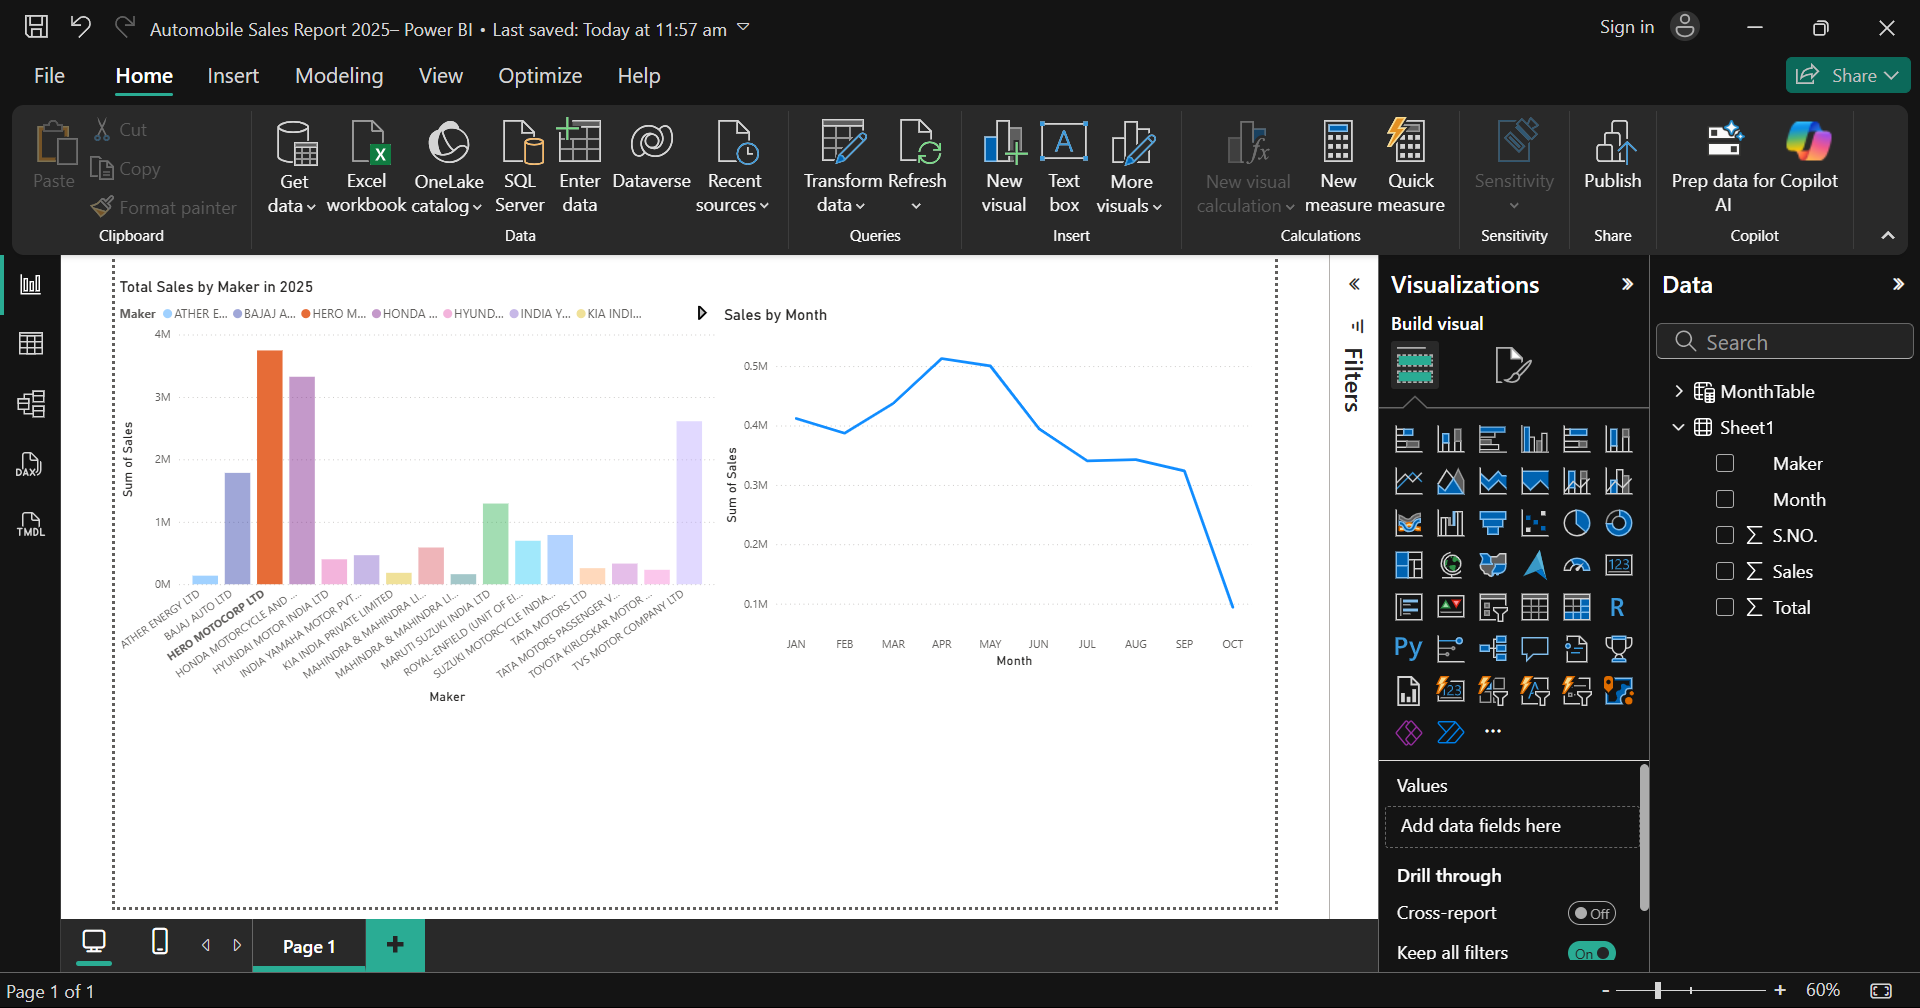 Automobile Sales Report 2025– Power BI • Last saved: Today at 11:57 am
Sign in
File Home Insert Modeling View Optimize Help
Share
Paste
Cut
Copy
Format painter
Clipboard
Get data
Excel workbook
OneLake catalog
SQL Server
Enter data
Dataverse
Recent sources
Data
Transform data
Refresh
Queries
New visual
Text box
More visuals
Insert
New visual calculation
New measure
Quick measure
Calculations
Sensitivity
Sensitivity
Publish
Share
Prep data for AI
Copilot
Copilot
DAX
TMDL
Total Sales by Maker in 2025
Maker ATHER E... BAJAJ A... HERO M... HONDA ... HYUND... INDIA Y... KIA INDI...
4M
3M
2M
1M
0M
Sum of Sales
ATHER ENERGY LTD
BAJAJ AUTO LTD
HERO MOTOCORP LTD
HONDA MOTORCYCLE AND ...
HYUNDAI MOTOR INDIA LTD
INDIA YAMAHA MOTOR PVT...
KIA INDIA PRIVATE LIMITED
MAHINDRA & MAHINDRA LI...
MAHINDRA & MAHINDRA LI...
MARUTI SUZUKI INDIA LTD
ROYAL-ENFIELD (UNIT OF EI...
SUZUKI MOTORCYCLE INDIA...
TATA MOTORS LTD
TATA MOTORS PASSENGER V...
TOYOTA KIRLOSKAR MOTOR ...
TVS MOTOR COMPANY LTD
Maker
Sales by Month
0.5M
0.4M
0.3M
0.2M
0.1M
Sum of Sales
JAN FEB MAR APR MAY JUN JUL AUG SEP OCT
Month
Filters
Visualizations
Build visual
123
R
Py
123
Values
Add data fields here
Drill through
Cross-report
Off
Keep all filters
On
Data
Search
MonthTable
Sheet1
Maker
Month
∑ S.NO.
∑ Sales
∑ Total
Page 1
+
Page 1 of 1
- + 60%